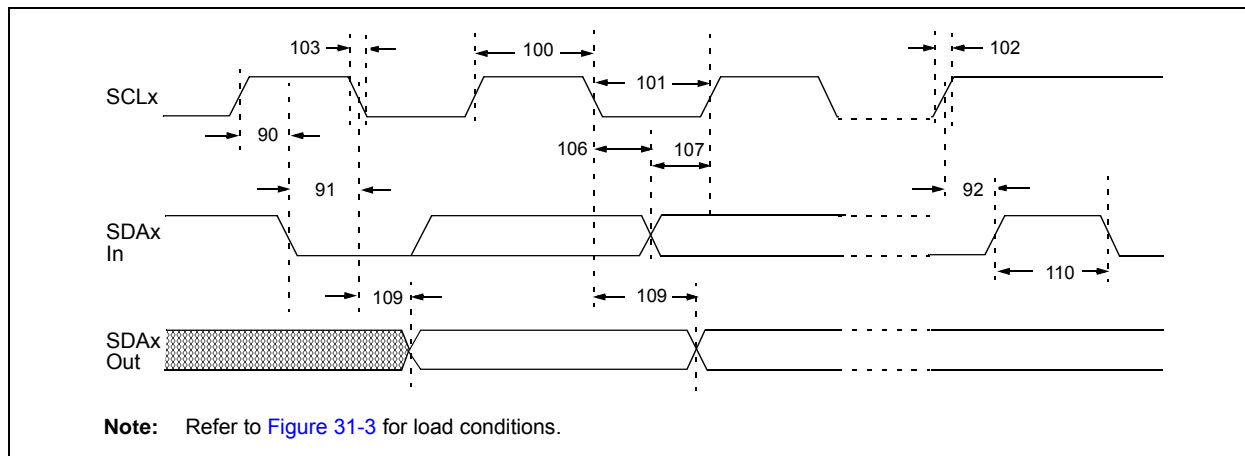 103
100
102
101
SCLx
90
106
107
91
92
SDAx
In
110
109
109
SDAx
Out
Note: Refer to Figure 31-3 for load conditions.